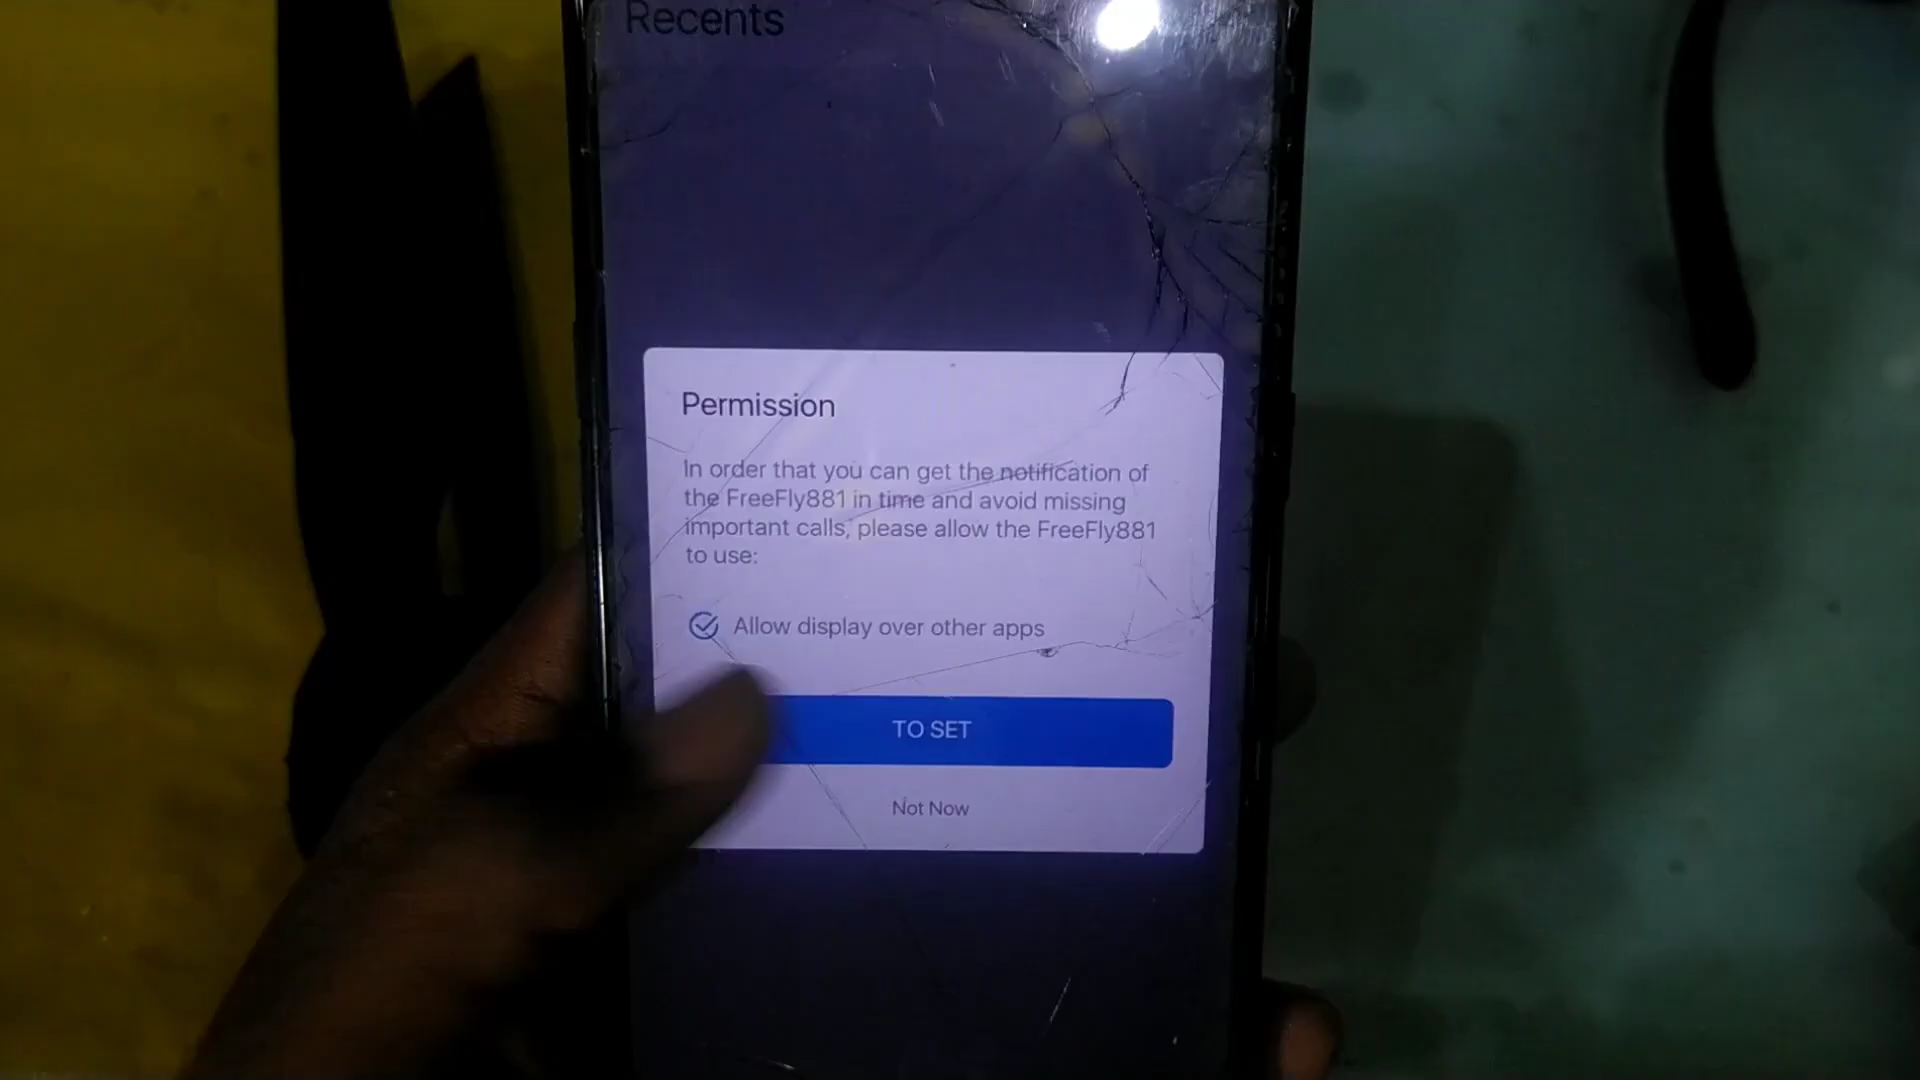 Recents
Permission
In order that you can get the notification of
the FreeFly881 in time and avoid missing
important calls, please allow the FreeFly881
to use:
Allow display over other apps
TO SET
Not Now